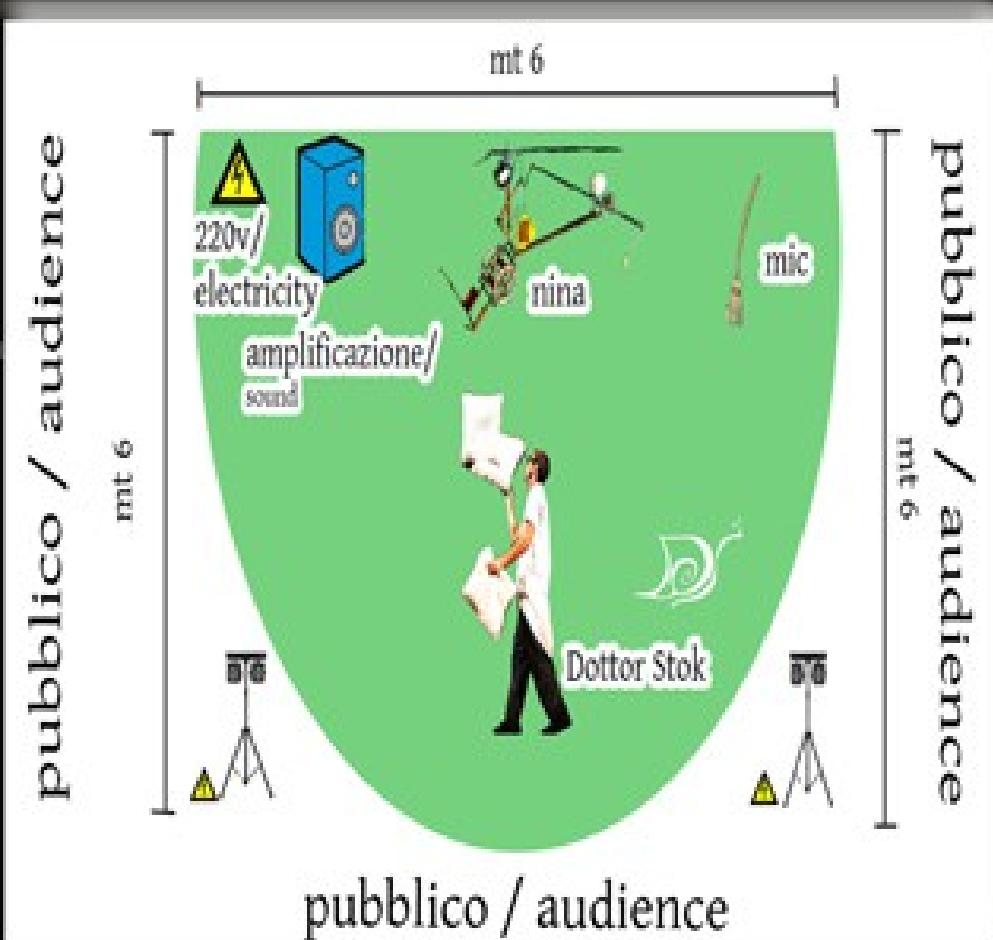 mt 6
pubblico / audience
mt 6
220v/
electricity
amplificazione/
sound
nina
mic
Dottor Stok
mt 6
pubblico / audience
pubblico / audience